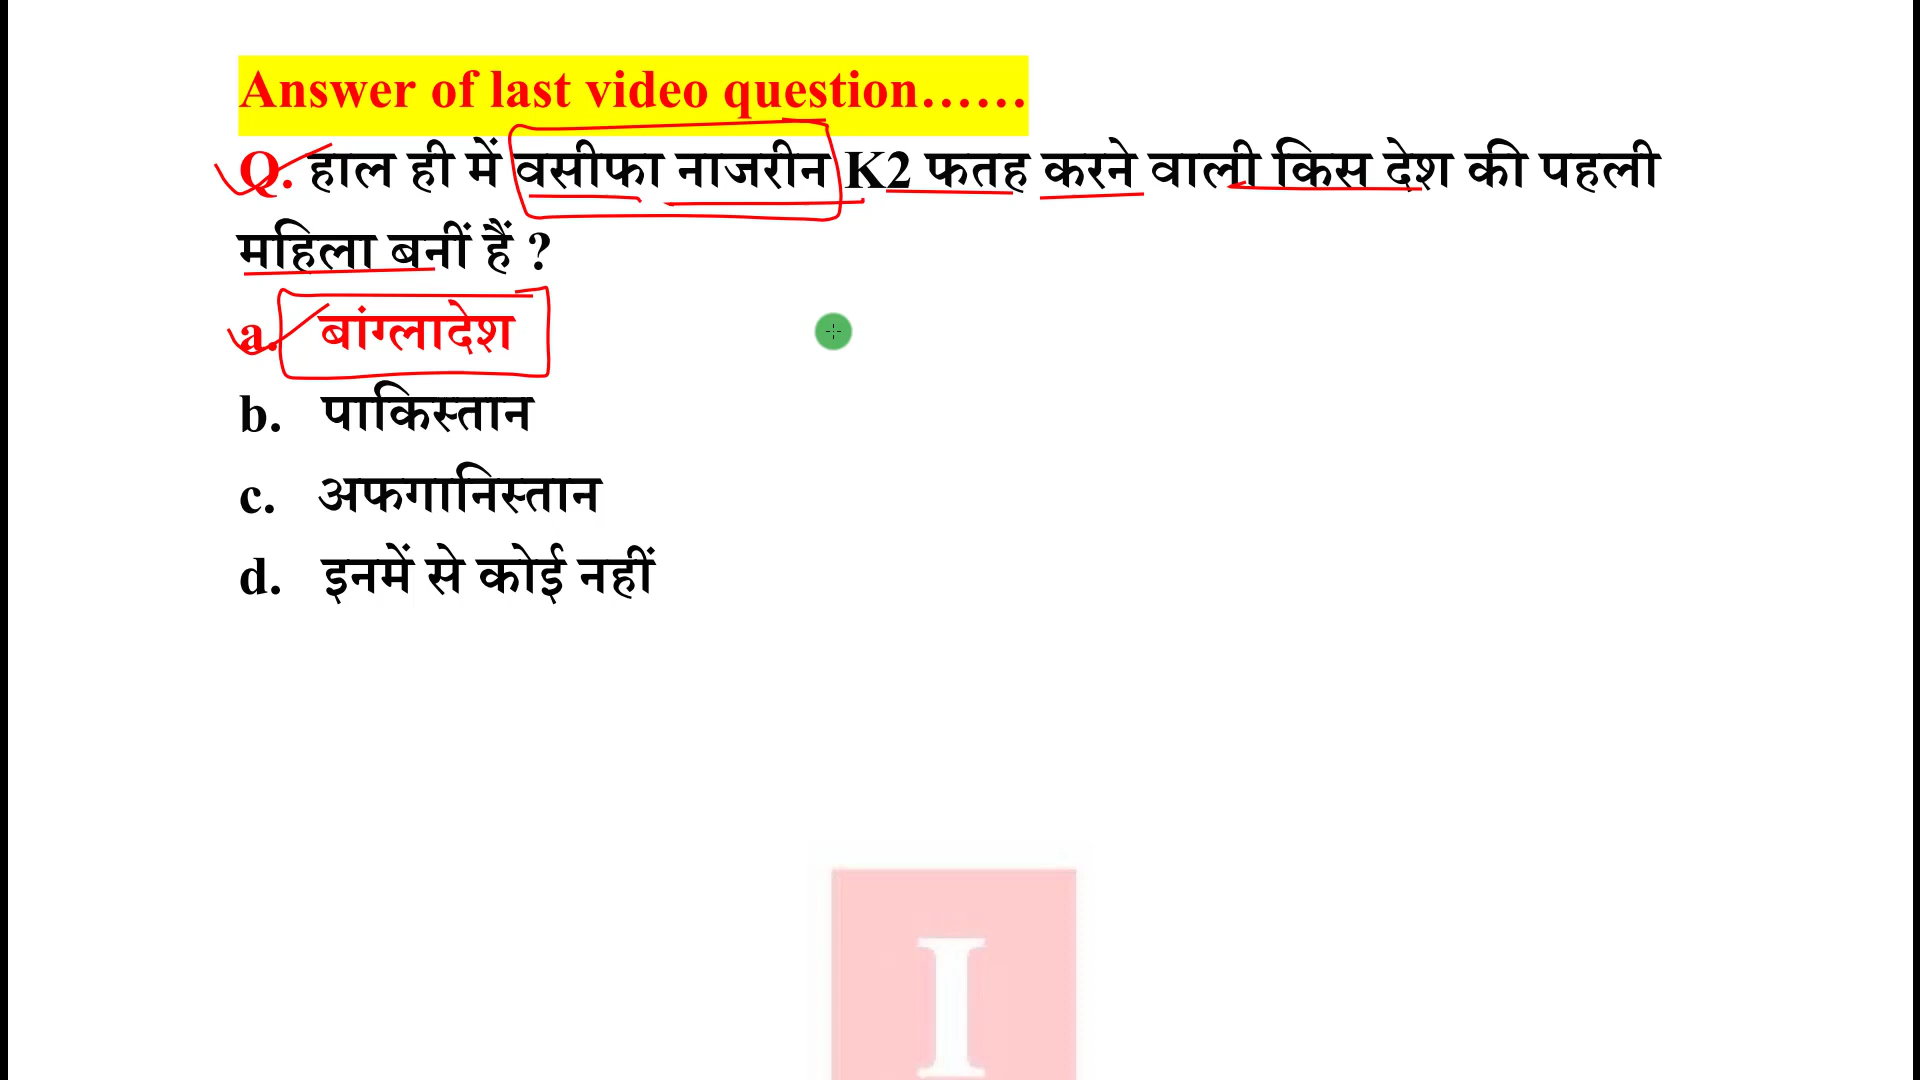 Answer of last video question......
Q. हाल ही में वसीफा नाजरीन K2 फतह करने वाली किस देश की पहली
महिला बनीं हैं ?
a. बांग्लादेश
b. पाकिस्तान
c. अफगानिस्तान
d. इनमें से कोई नहीं
I